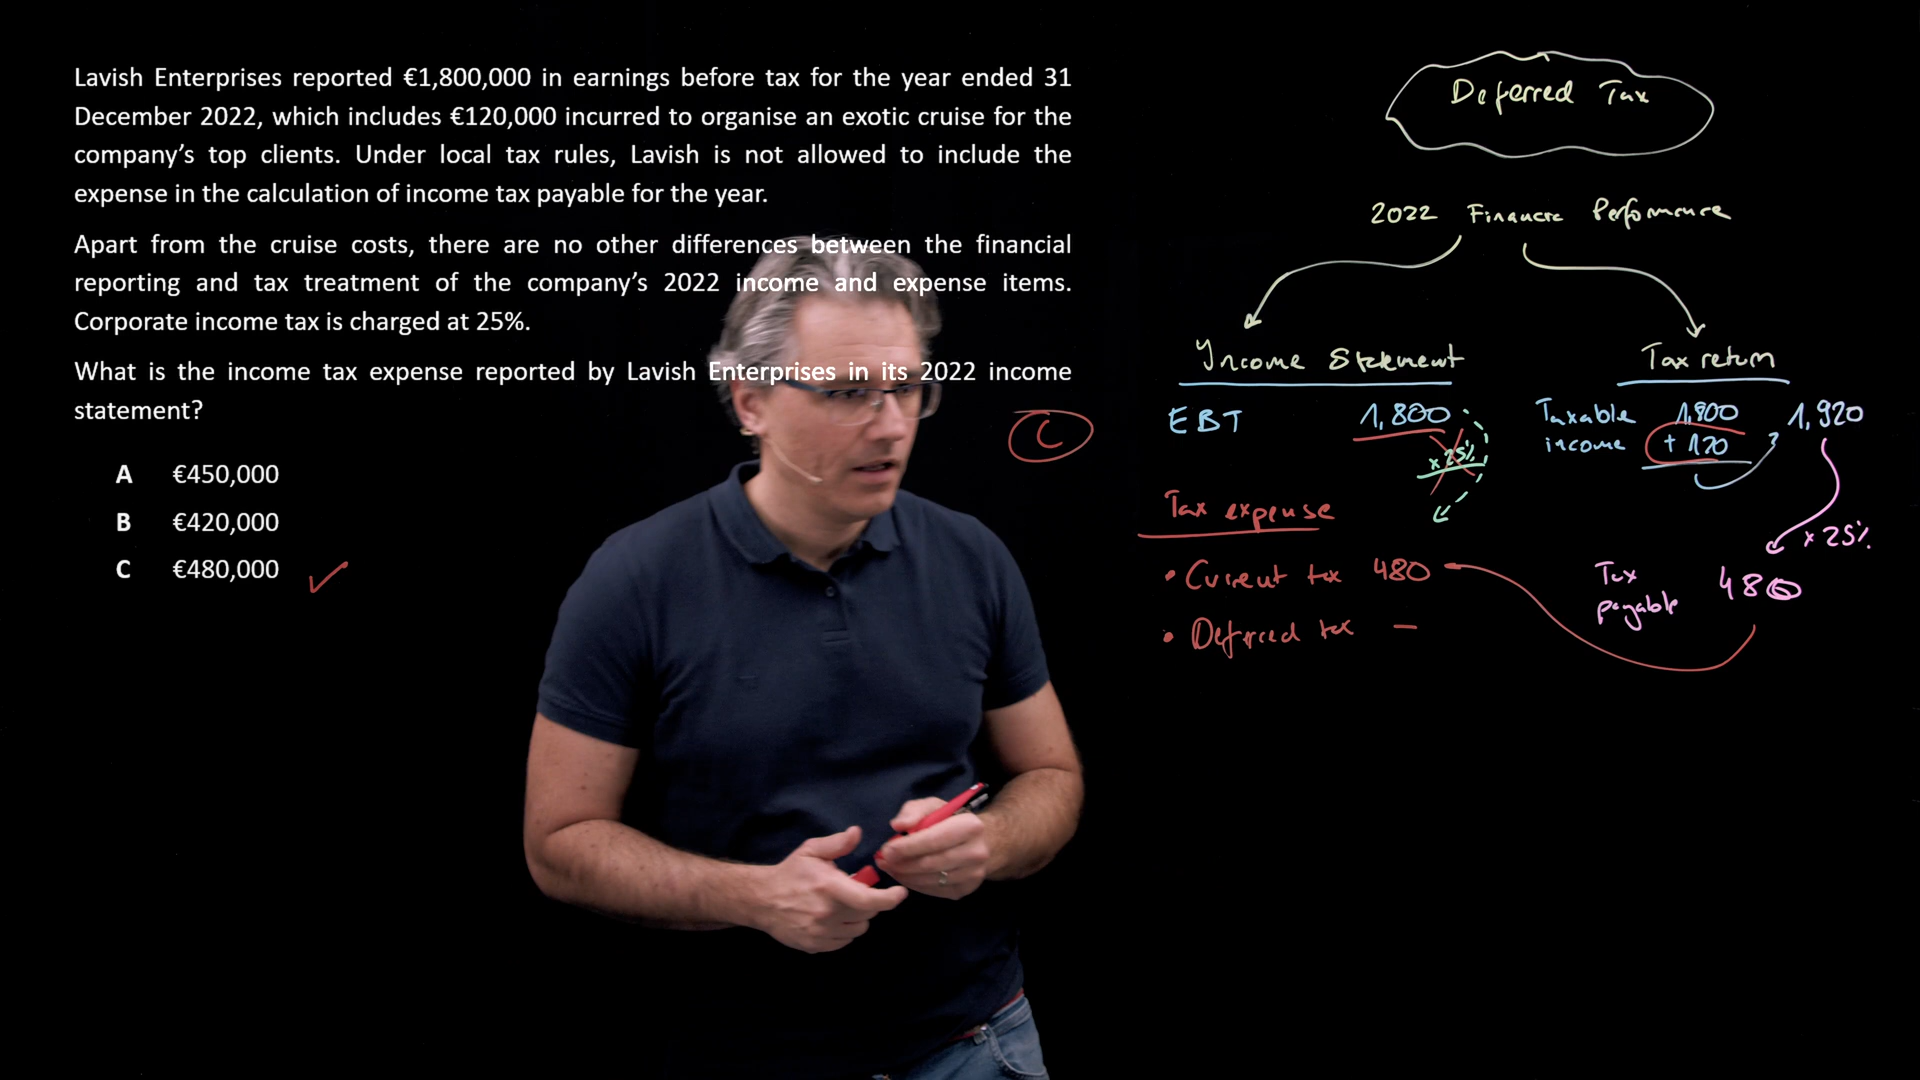 Lavish Enterprises reported €1,800,000 in earnings before tax for the year ended 31
December 2022, which includes €120,000 incurred to organise an exotic cruise for the
company’s top clients. Under local tax rules, Lavish is not allowed to include the
expense in the calculation of income tax payable for the year.
Apart from the cruise costs, there are no other differences between the financial
reporting and tax treatment of the company’s 2022 income and expense items.
Corporate income tax is charged at 25%.
What is the income tax expense reported by Lavish Enterprises in its 2022 income
statement?
A €450,000
B €420,000
C €480,000
C
Deferred Tax
2022 Finance Performance
Income Statement
Tax return
EBT 1,800
x 25%
Taxable 1,800 1,920
income + 120
x 25%
Tax expense
• Current tax 480
• Deferred tax –
Tax
payable 480